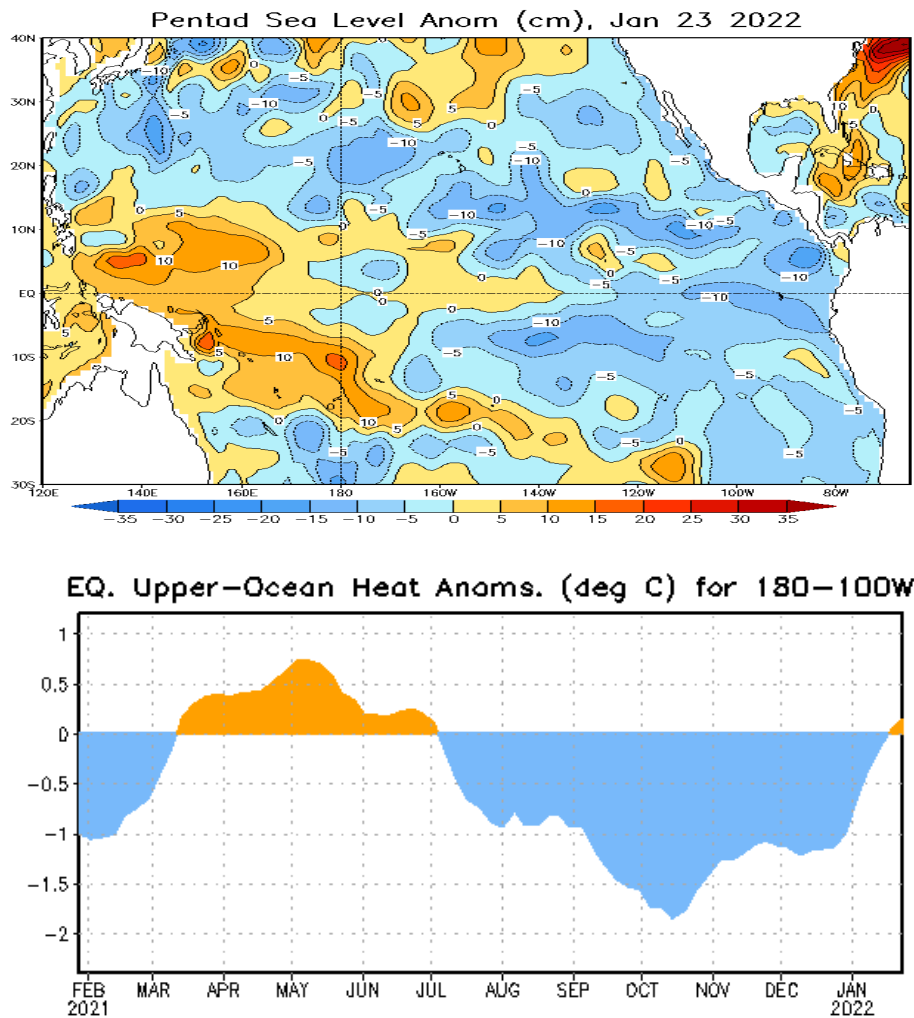 Pentad Sea Level Anom (cm), Jan 23 2022
40N
30N
20N
10N
EQ
10S
20S
30S
120E 140E 160E 180 160W 140W 120W 100W 80W
-35 -30 -25 -20 -15 -10 -5 0 5 10 15 20 25 30 35
EQ. Upper-Ocean Heat Anoms. (deg C) for 180-100W
1
0.5
0
-0.5
-1
-1.5
-2
FEB MAR APR MAY JUN JUL AUG SEP OCT NOV DEC JAN
2021 2022